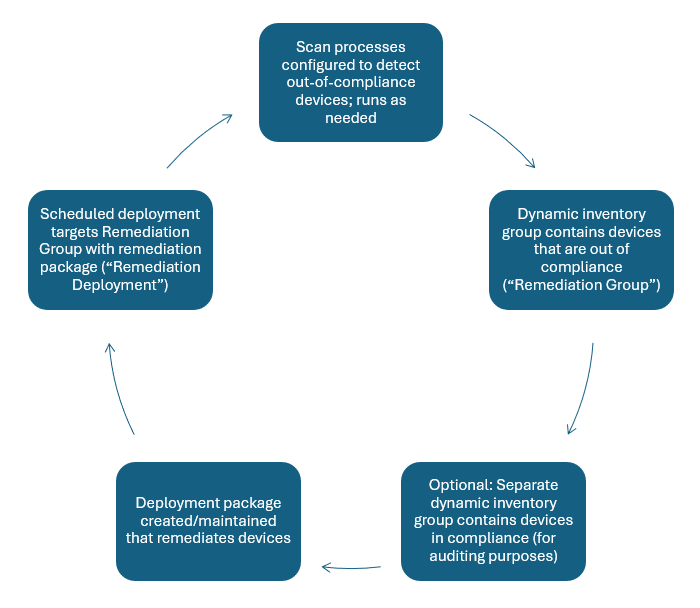 Scan processes
configured to detect
out-of-compliance
devices; runs as
needed
Dynamic inventory
group contains devices
that are out of
compliance
(“Remediation Group”)
Optional: Separate
dynamic inventory
group contains devices
in compliance (for
auditing purposes)
Deployment package
created/maintained
that remediates devices
Scheduled deployment
targets Remediation
Group with remediation
package (“Remediation
Deployment”)